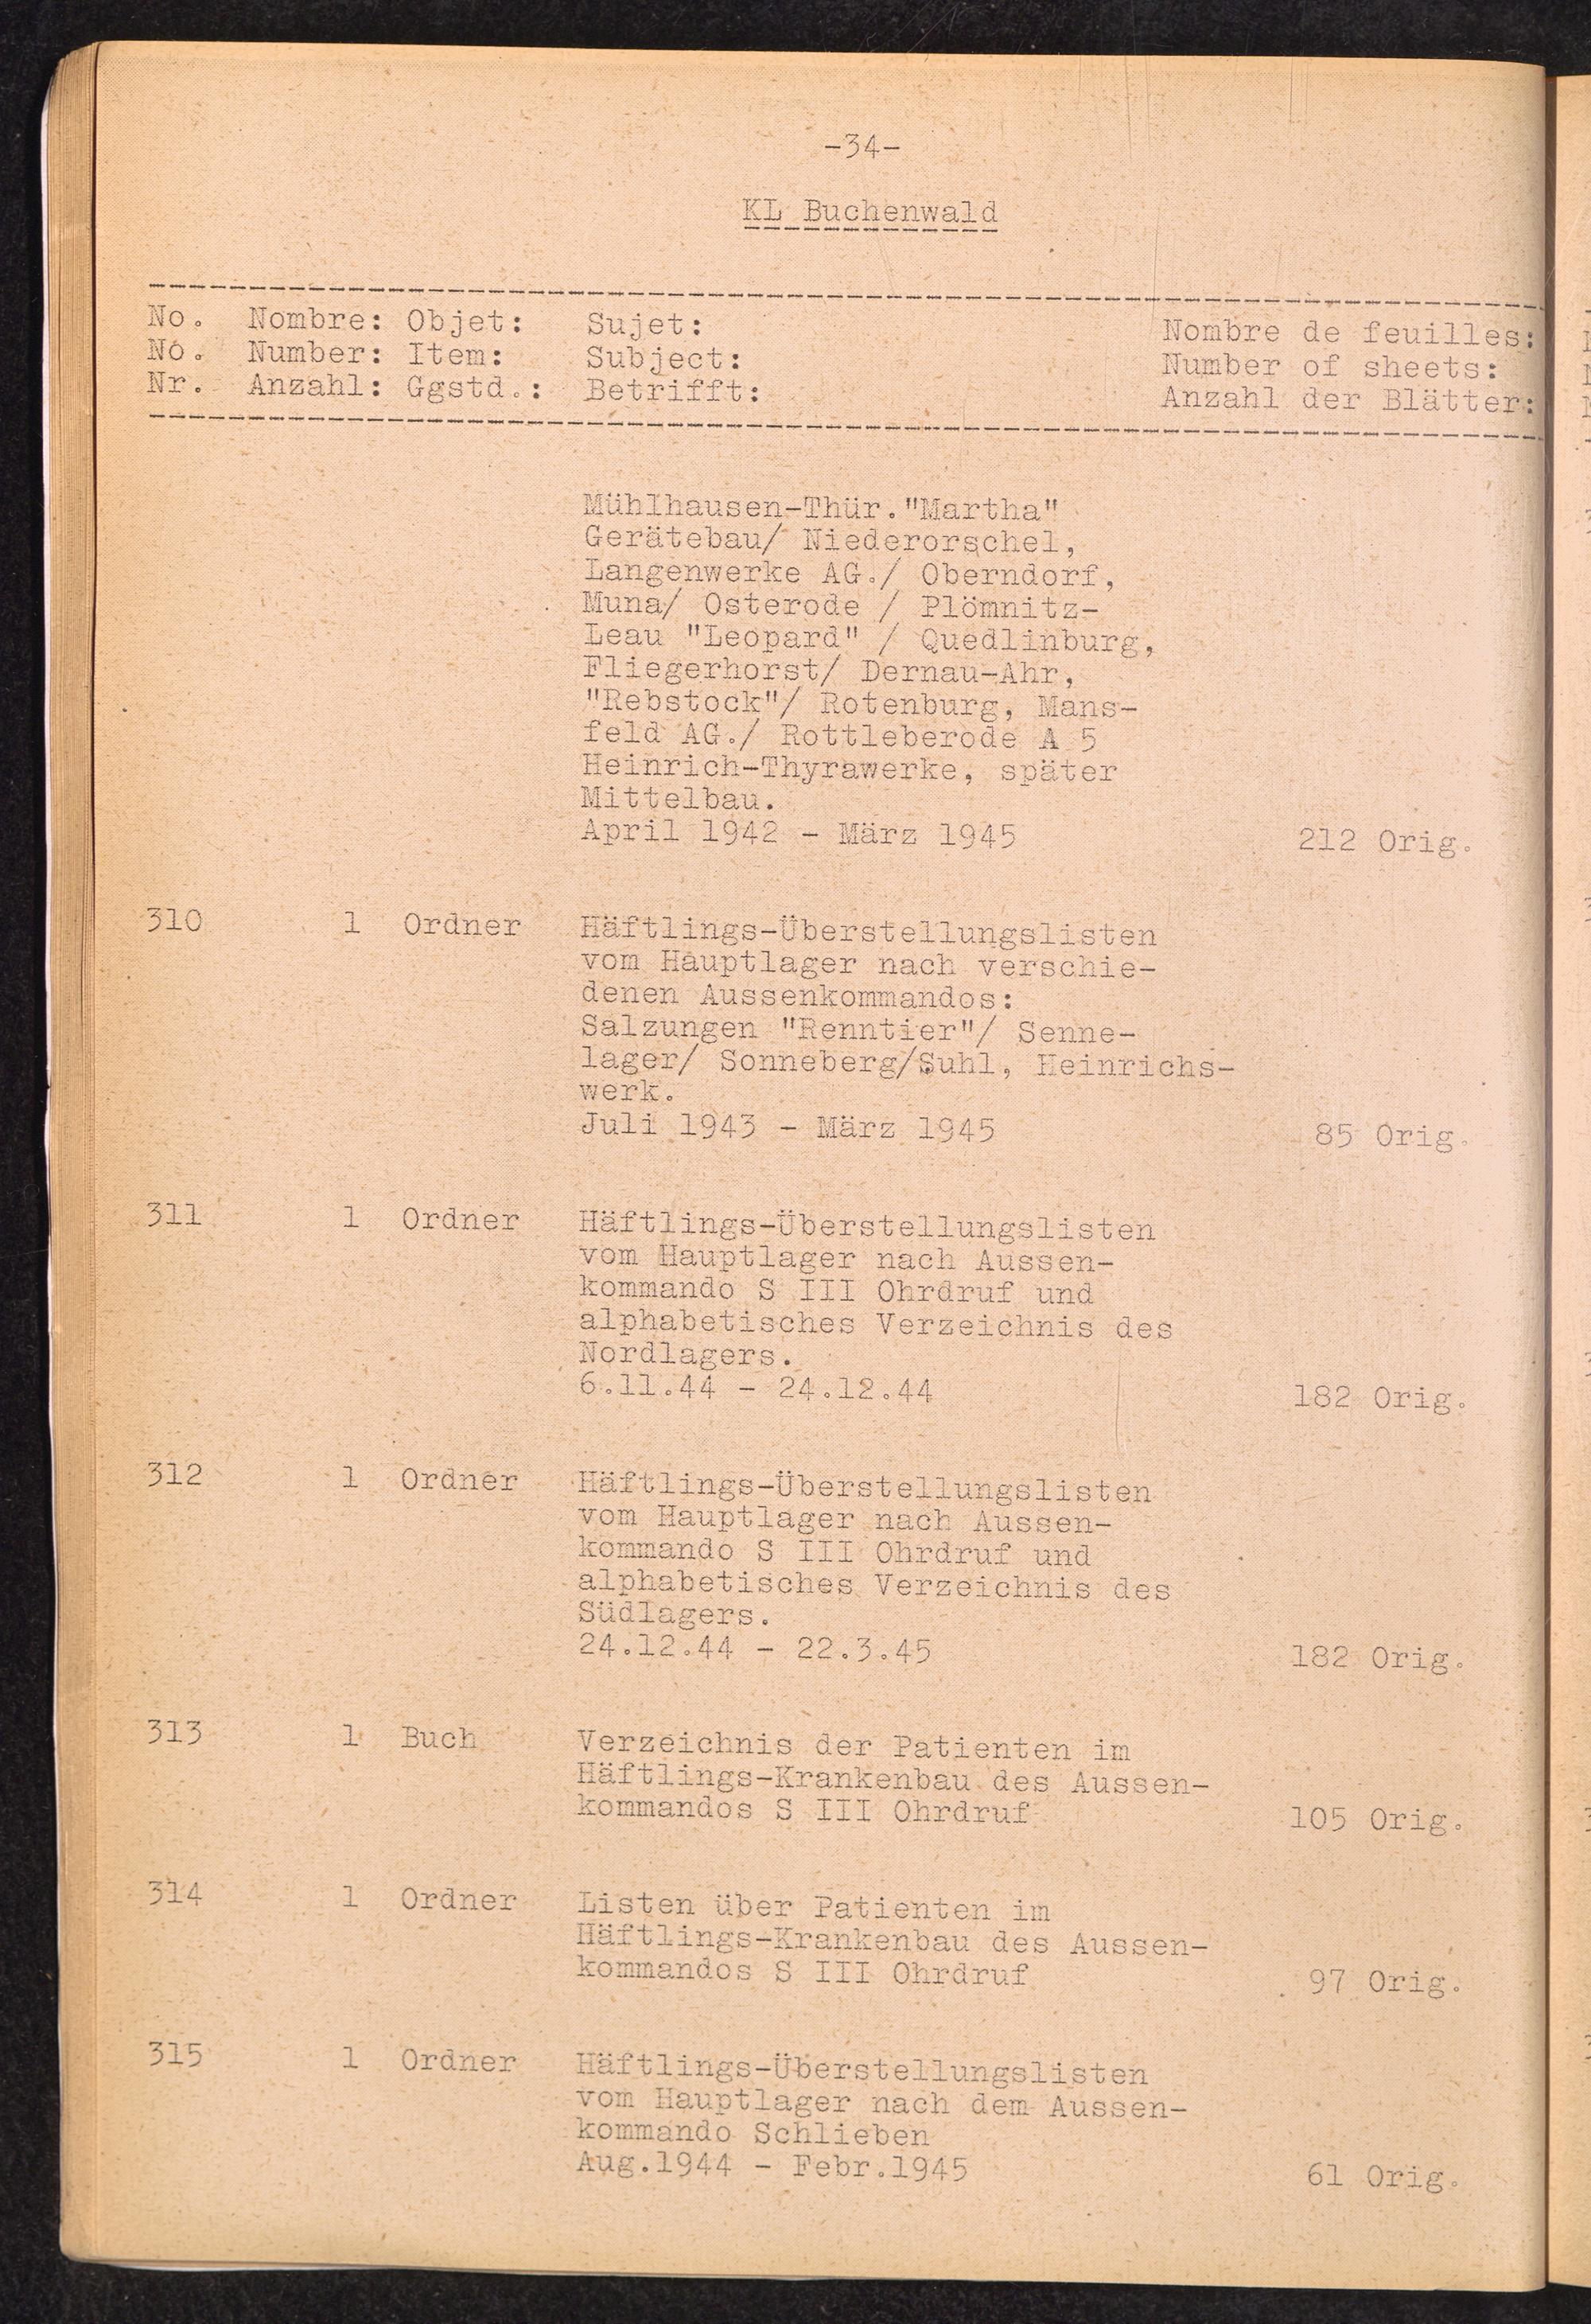 -34-
KL Buchenwald
No. Nombre: Objet: Sujet: Nombre de feuilles:
No. Number: Item: Subject: Number of sheets:
Nr. Anzahl: Ggstd.: Betrifft: Anzahl der Blätter:
Mühlhausen-Thür."Martha"
Gerätebau/ Niederorschel,
Langenwerke AG./ Oberndorf,
Muna/ Osterode / Plömnitz-
Leau "Leopard" / Quedlinburg,
Fliegerhorst/ Dernau-Ahr,
"Rebstock"/ Rotenburg, Mans-
feld AG./ Rottleberode A 5
Heinrich-Thyrawerke, später
Mittelbau.
April 1942 - März 1945 212 Orig.
310 1 Ordner Häftlings-Überstellungslisten
vom Hauptlager nach verschie-
denen Aussenkommandos:
Salzungen "Renntier"/ Senne-
lager/ Sonneberg/Suhl, Heinrichs-
werk.
Juli 1943 - März 1945 85 Orig.
311 1 Ordner Häftlings-Überstellungslisten
vom Hauptlager nach Aussen-
kommando S III Ohrdruf und
alphabetisches Verzeichnis des
Nordlagers.
6.11.44 - 24.12.44 182 Orig.
312 1 Ordner Häftlings-Überstellungslisten
vom Hauptlager nach Aussen-
kommando S III Ohrdruf und
alphabetisches Verzeichnis des
Südlagers.
24.12.44 - 22.3.45 182 Orig.
313 1 Buch Verzeichnis der Patienten im
Häftlings-Krankenbau des Aussen-
kommandos S III Ohrdruf 105 Orig.
314 1 Ordner Listen über Patienten im
Häftlings-Krankenbau des Aussen-
kommandos S III Ohrdruf 97 Orig.
315 1 Ordner Häftlings-Überstellungslisten
vom Hauptlager nach dem Aussen-
kommando Schlieben
Aug.1944 - Febr.1945 61 Orig.